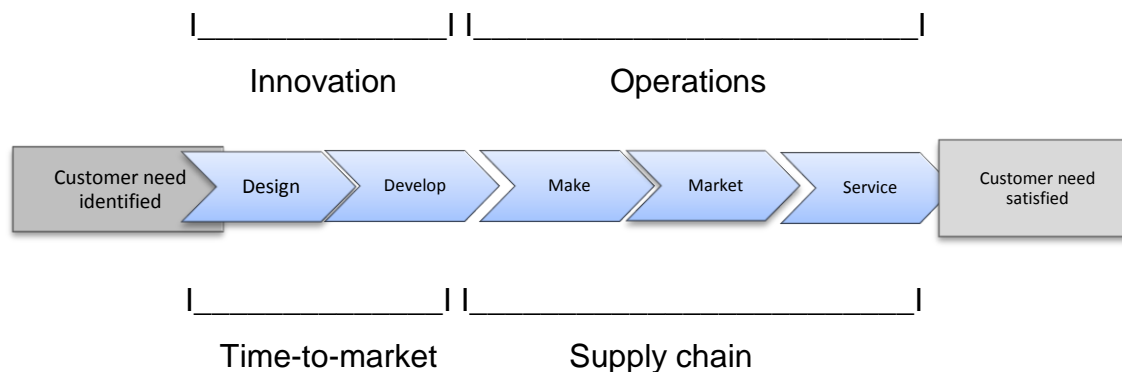 Innovation
Operations
Customer need
identified
Design
Develop
Make
Market
Service
Customer need
satisfied
Time-to-market
Supply chain